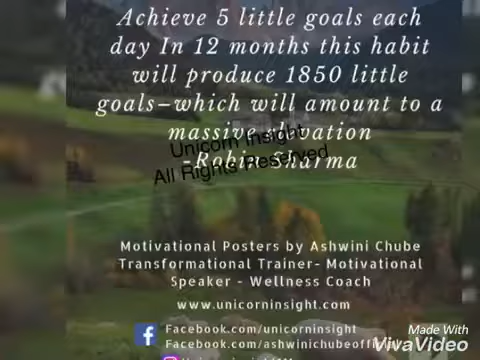 Achieve 5 little goals each
day In 12 months this habit
will produce 1850 little
goals—which will amount to a
massive elevation
Unicorn Insight
-Robin Sharma
All Rights Reserved
Motivational Posters by Ashwini Chube
Transformational Trainer- Motivational
Speaker - Wellness Coach
www.unicorninsight.com
Facebook.com/unicorninsight
Facebook.com/ashwinichubeoffi
Made With
VivaVideo